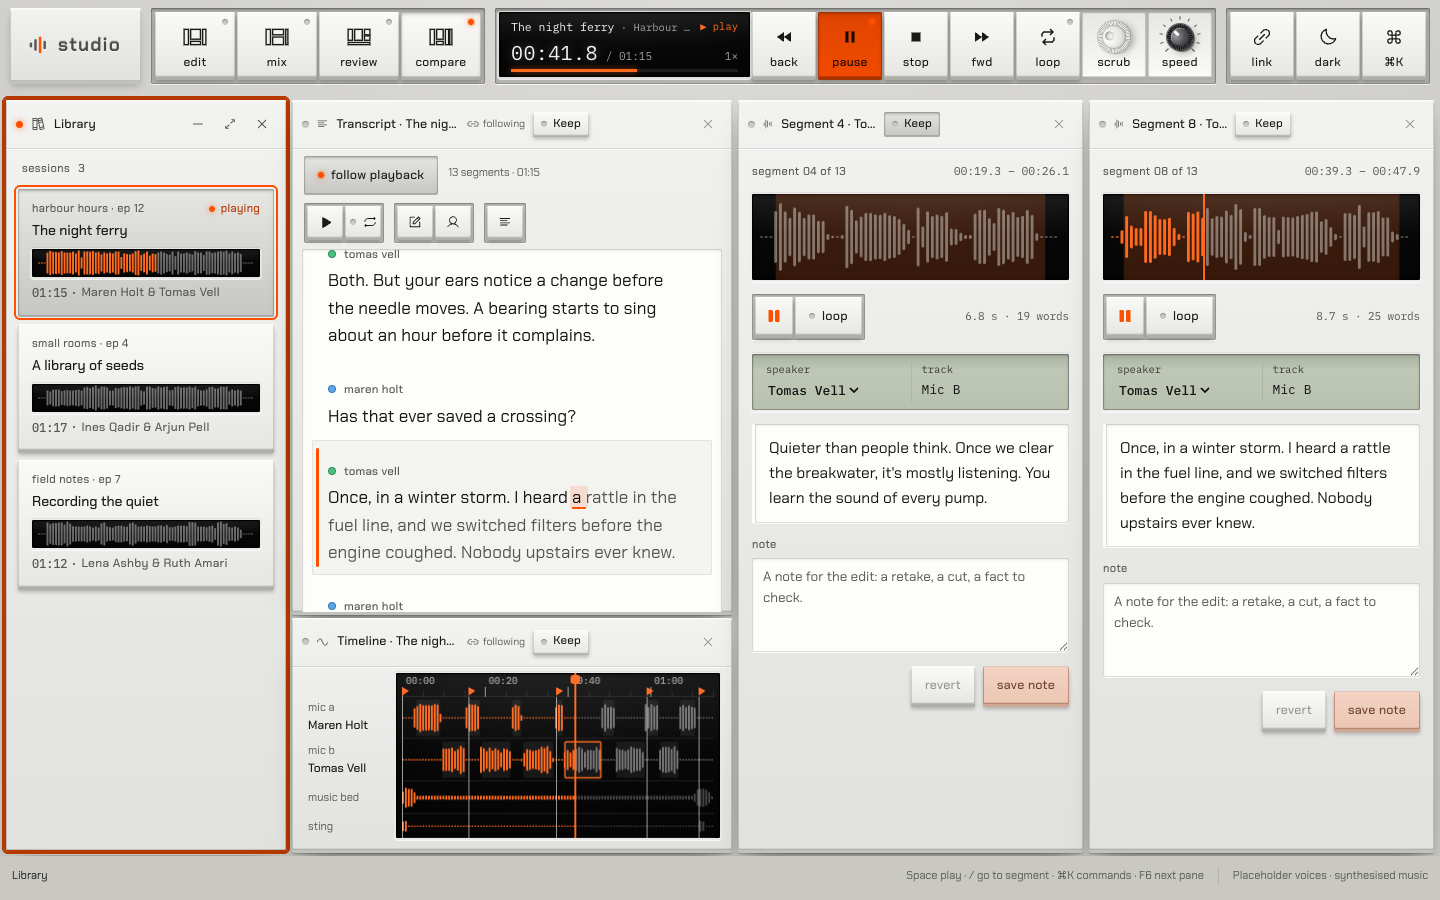 studio
edit
mix
review
compare
The night ferry · Harbour … ▶ play
00:41.8 / 01:15 1×
back
pause
stop
fwd
loop
scrub
speed
link
dark
⌘K
Library
sessions 3
harbour hours · ep 12 playing
The night ferry
01:15 · Maren Holt & Tomas Vell
small rooms · ep 4
A library of seeds
01:17 · Ines Qadir & Arjun Pell
field notes · ep 7
Recording the quiet
01:12 · Lena Ashby & Ruth Amari
Transcript · The nig... following Keep
follow playback 13 segments · 01:15
tomas vell
Both. But your ears notice a change before
the needle moves. A bearing starts to sing
about an hour before it complains.
maren holt
Has that ever saved a crossing?
tomas vell
Once, in a winter storm. I heard a rattle in the
fuel line, and we switched filters before the
engine coughed. Nobody upstairs ever knew.
maren holt
Timeline · The nigh... following Keep
00:00 00:20 0:40 01:00
mic a
Maren Holt
mic b
Tomas Vell
music bed
sting
Segment 4 · To... Keep
segment 04 of 13 00:19.3 – 00:26.1
loop 6.8 s · 19 words
speaker track
Tomas Vell Mic B
Quieter than people think. Once we clear
the breakwater, it's mostly listening. You
learn the sound of every pump.
note
A note for the edit: a retake, a cut, a fact to
check.
revert save note
Segment 8 · To... Keep
segment 08 of 13 00:39.3 – 00:47.9
loop 8.7 s · 25 words
speaker track
Tomas Vell Mic B
Once, in a winter storm. I heard a rattle
in the fuel line, and we switched filters
before the engine coughed. Nobody
upstairs ever knew.
note
A note for the edit: a retake, a cut, a fact to
check.
revert save note
Library
Space play · / go to segment · ⌘K commands · F6 next pane
Placeholder voices · synthesised music